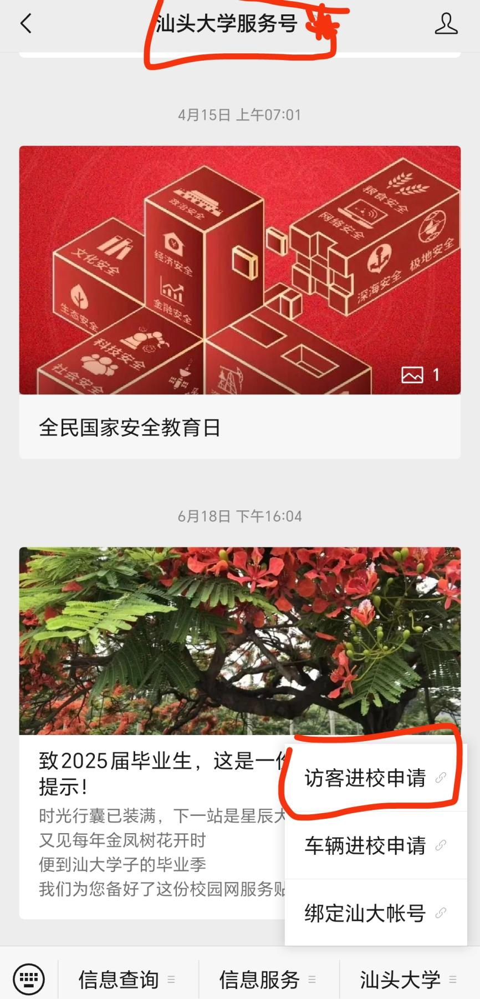 汕头大学服务号
4月15日 上午07:01
政治安全
粮食安全
网络安全
文化安全
经济安全
极地安全
深海安全
金融安全
生态安全
科技安全
社会安全
1
全民国家安全教育日
6月18日 下午16:04
致2025届毕业生，这是一份
提示！
时光行囊已装满，下一站是星辰大
又见每年金凤树花开时
便到汕大学子的毕业季
我们为您备好了这份校园网服务贴
访客进校申请
车辆进校申请
绑定汕大帐号
信息查询
信息服务
汕头大学